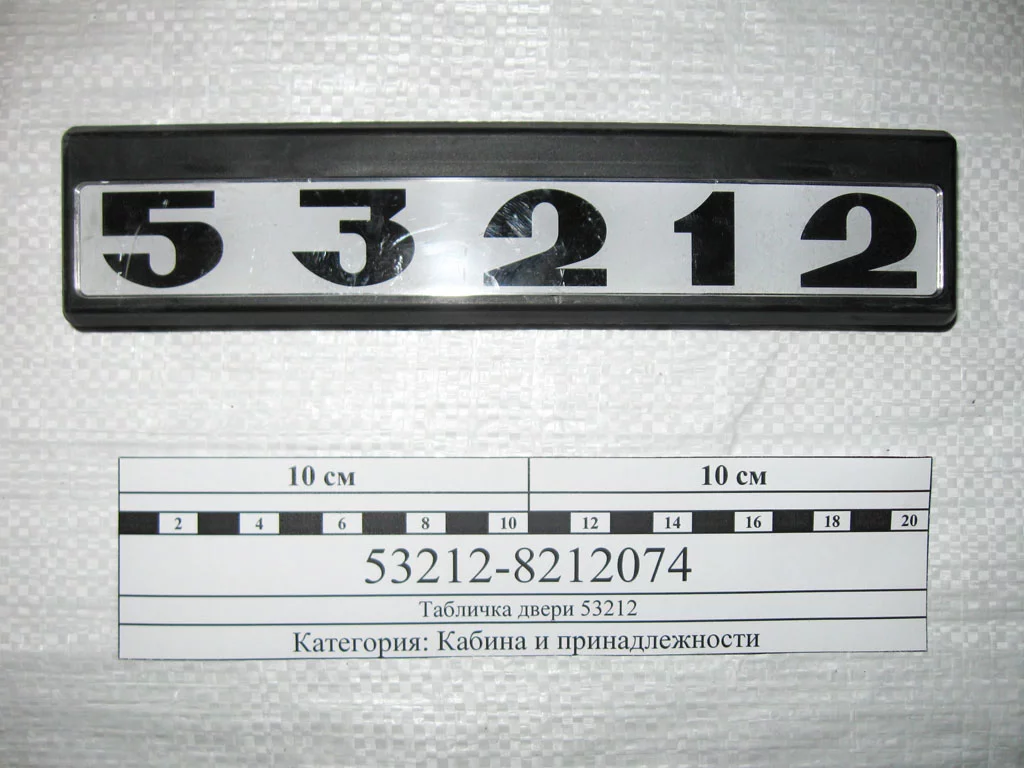 53212
10 см 10 см
2 4 6 8 10 12 14 16 18 20
53212-8212074
Табличка двери 53212
Категория: Кабина и принадлежности